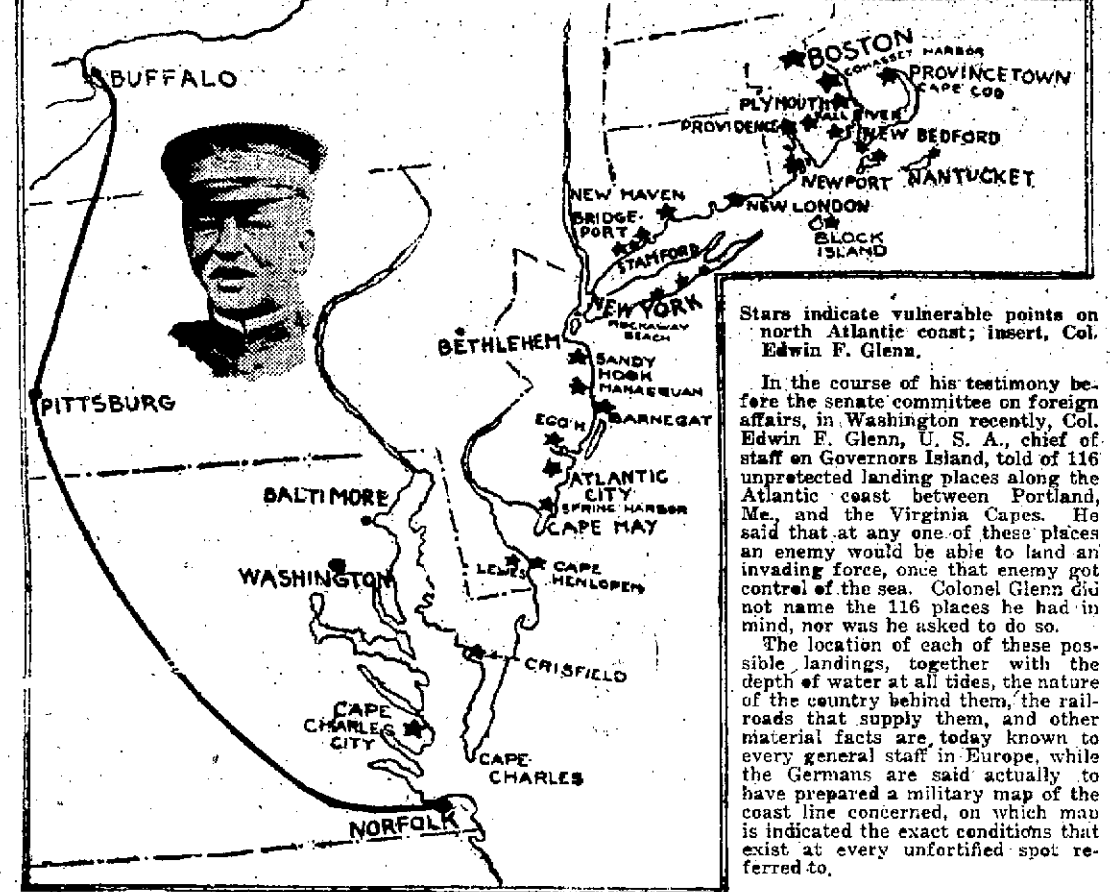 BUFFALO
BOSTON
COHASSET HARBOR
PROVINCETOWN
CAPE COD
PLYMOUTH
FALL RIVER
PROVIDENCE
NEW BEDFORD
NEWPORT
NANTUCKET
NEW HAVEN
NEW LONDON
BRIDGE-
PORT
BLOCK
ISLAND
STAMFORD
NEW YORK
ROCKAWAY
BEACH
BETHLEHEM
SANDY
HOOK
MANASQUAN
PITTSBURG
BARNEGAT
EGG H.
ATLANTIC
CITY
BALTIMORE
SPRING HARBOR
CAPE MAY
WASHINGTON
LEWES
CAPE
HENLOPEN
CRISFIELD
CAPE
CHARLES
CITY
CAPE
CHARLES
NORFOLK
Stars indicate vulnerable points on
north Atlantic coast; insert, Col.
Edwin F. Glenn.
In the course of his testimony be-
fore the senate committee on foreign
affairs, in Washington recently, Col.
Edwin F. Glenn, U. S. A., chief of
staff on Governors Island, told of 116
unprotected landing places along the
Atlantic coast between Portland,
Me., and the Virginia Capes. He
said that at any one of these places
an enemy would be able to land an
invading force, once that enemy got
control of the sea. Colonel Glenn did
not name the 116 places he had in
mind, nor was he asked to do so.
The location of each of these pos-
sible landings, together with the
depth of water at all tides, the nature
of the country behind them, the rail-
roads that supply them, and other
material facts are today known to
every general staff in Europe, while
the Germans are said actually to
have prepared a military map of the
coast line concerned, on which map
is indicated the exact conditions that
exist at every unfortified spot re-
ferred to.